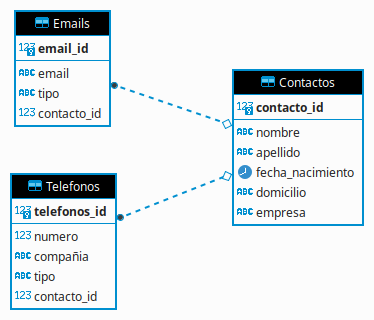 Emails
123 email_id
ABC email
ABC tipo
123 contacto_id
Contactos
123 contacto_id
ABC nombre
ABC apellido
fecha_nacimiento
ABC domicilio
ABC empresa
Telefonos
123 telefonos_id
123 numero
ABC compañia
ABC tipo
123 contacto_id